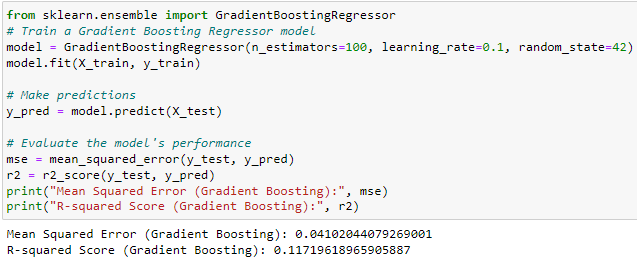 from sklearn.ensemble import GradientBoostingRegressor
# Train a Gradient Boosting Regressor model
model = GradientBoostingRegressor(n_estimators=100, learning_rate=0.1, random_state=42)
model.fit(X_train, y_train)
# Make predictions
y_pred = model.predict(X_test)
# Evaluate the model's performance
mse = mean_squared_error(y_test, y_pred)
r2 = r2_score(y_test, y_pred)
print("Mean Squared Error (Gradient Boosting):", mse)
print("R-squared Score (Gradient Boosting):", r2)
Mean Squared Error (Gradient Boosting): 0.04102044079269001
R-squared Score (Gradient Boosting): 0.11719618965905887